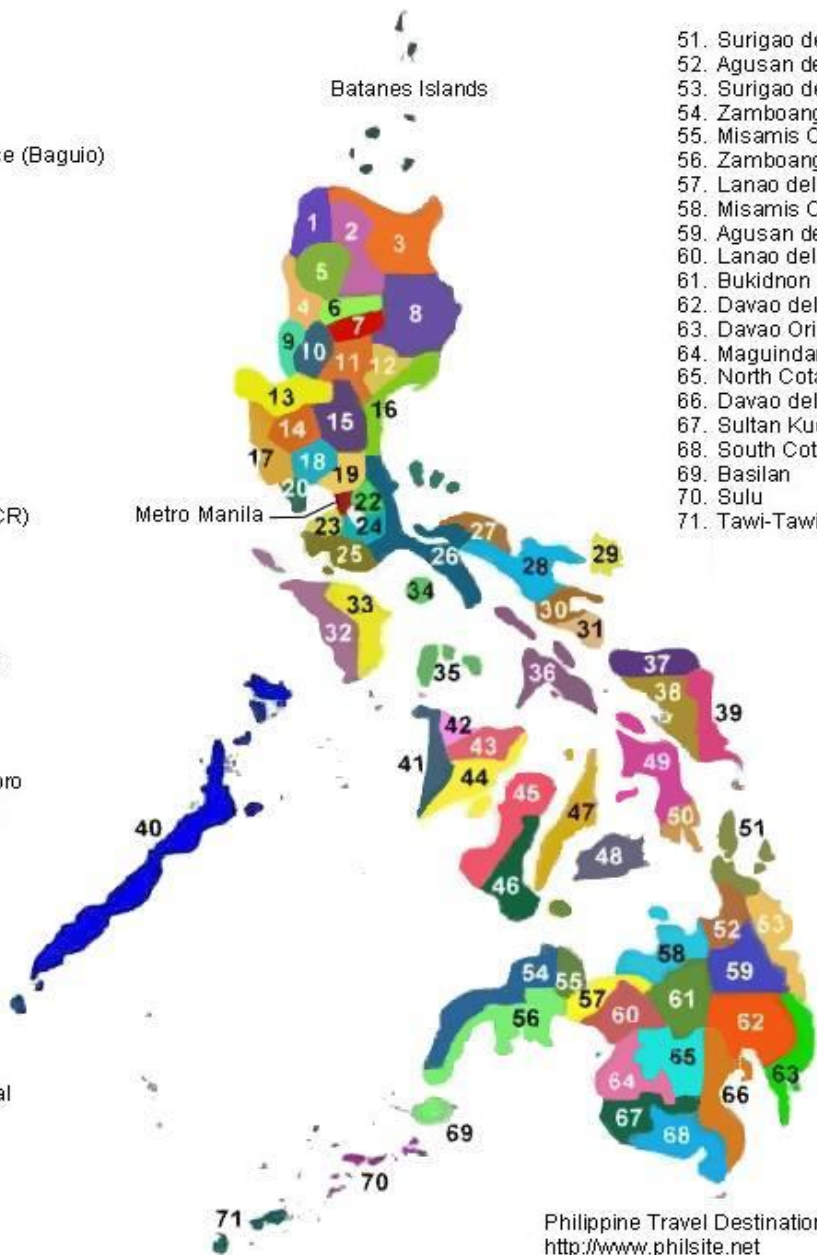 Batanes Islands
e (Baguio)
CR)
Metro Manila
oro
al
1
2
3
4
5
6
7
8
9
10
11
12
13
14
15
16
17
18
19
20
22
23
24
25
26
27
28
29
30
31
32
33
34
35
36
37
38
39
40
41
42
43
44
45
46
47
48
49
50
51
52
53
54
55
56
57
58
59
60
61
62
63
64
65
66
67
68
69
70
71
51. Surigao de
52. Agusan de
53. Surigao de
54. Zamboang
55. Misamis O
56. Zamboang
57. Lanao del
58. Misamis O
59. Agusan de
60. Lanao del
61. Bukidnon
62. Davao del
63. Davao Ori
64. Maguindar
65. North Cota
66. Davao del
67. Sultan Kud
68. South Cot
69. Basilan
70. Sulu
71. Tawi-Tawi
Philippine Travel Destination
http://www.philsite.net